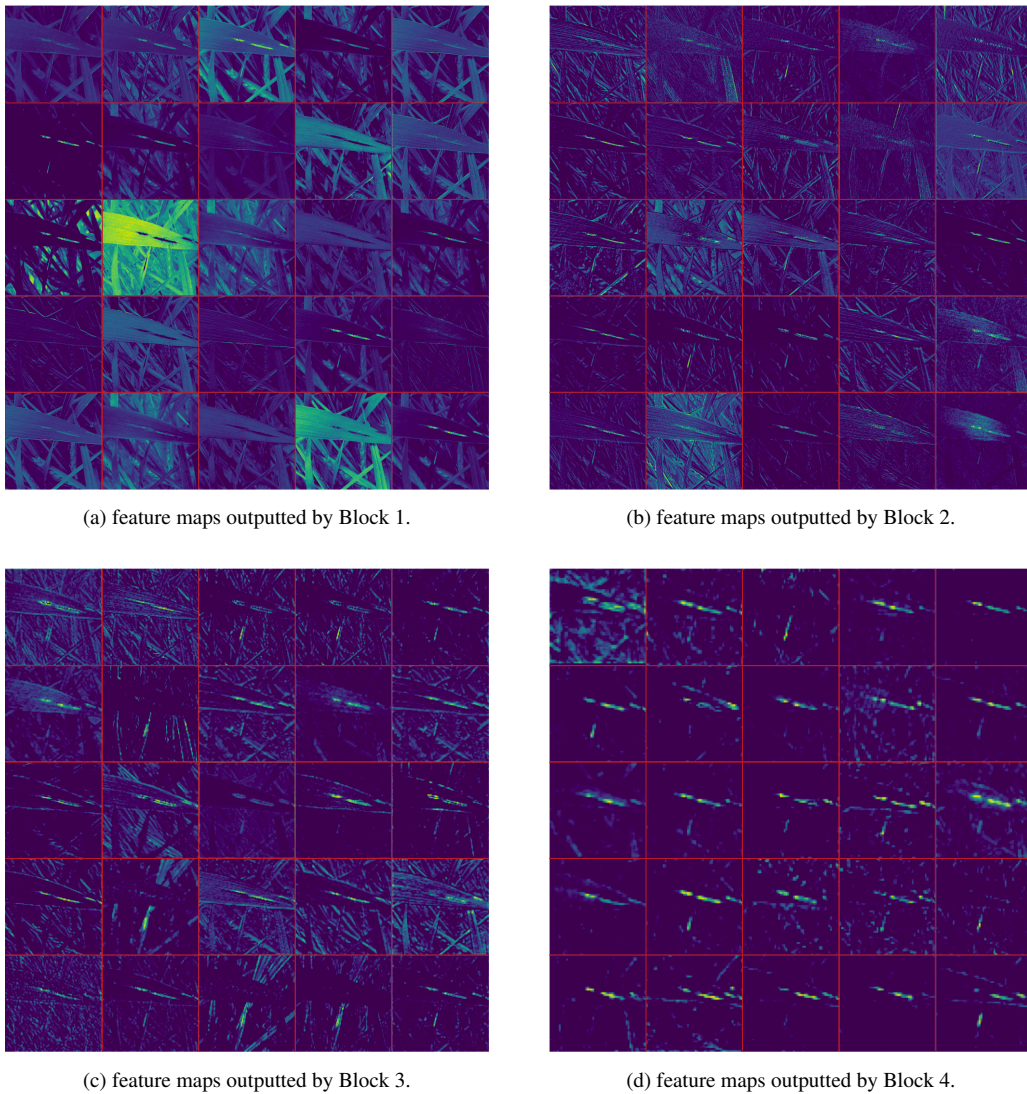 (a) feature maps outputted by Block 1.
(b) feature maps outputted by Block 2.
(c) feature maps outputted by Block 3.
(d) feature maps outputted by Block 4.